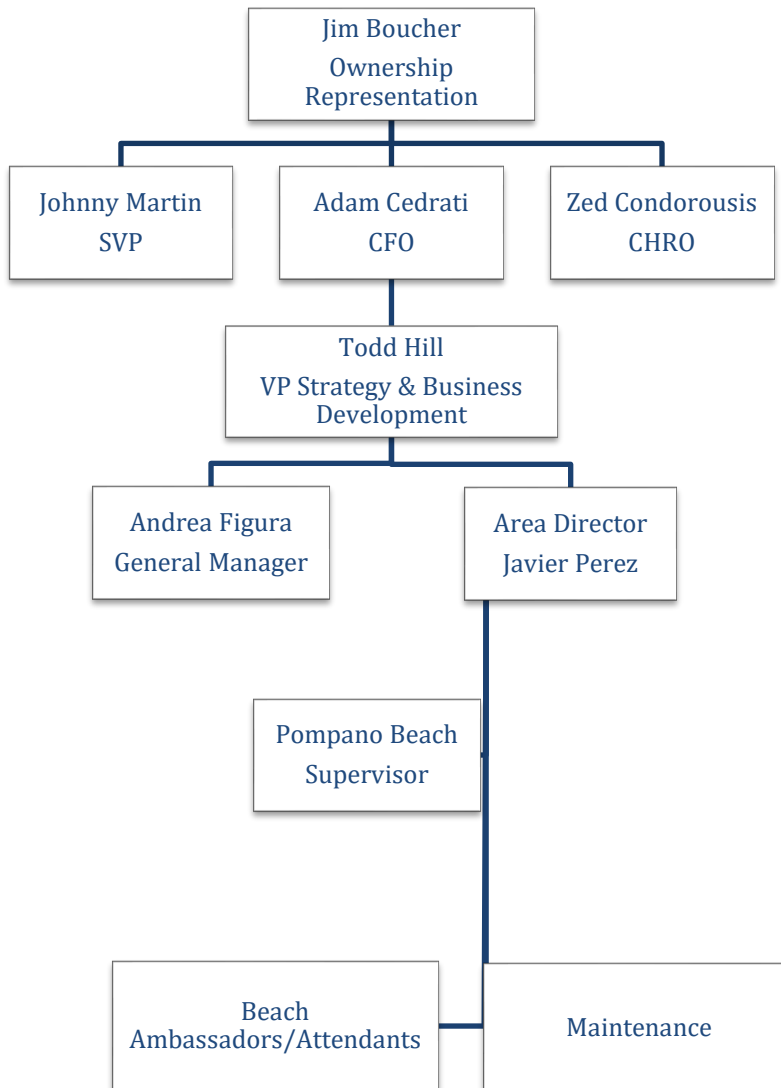 Jim Boucher
Ownership
Representation
Johnny Martin
SVP
Adam Cedrati
CFO
Zed Condorousis
CHRO
Todd Hill
VP Strategy & Business
Development
Andrea Figura
General Manager
Area Director
Javier Perez
Pompano Beach
Supervisor
Beach
Ambassadors/Attendants
Maintenance